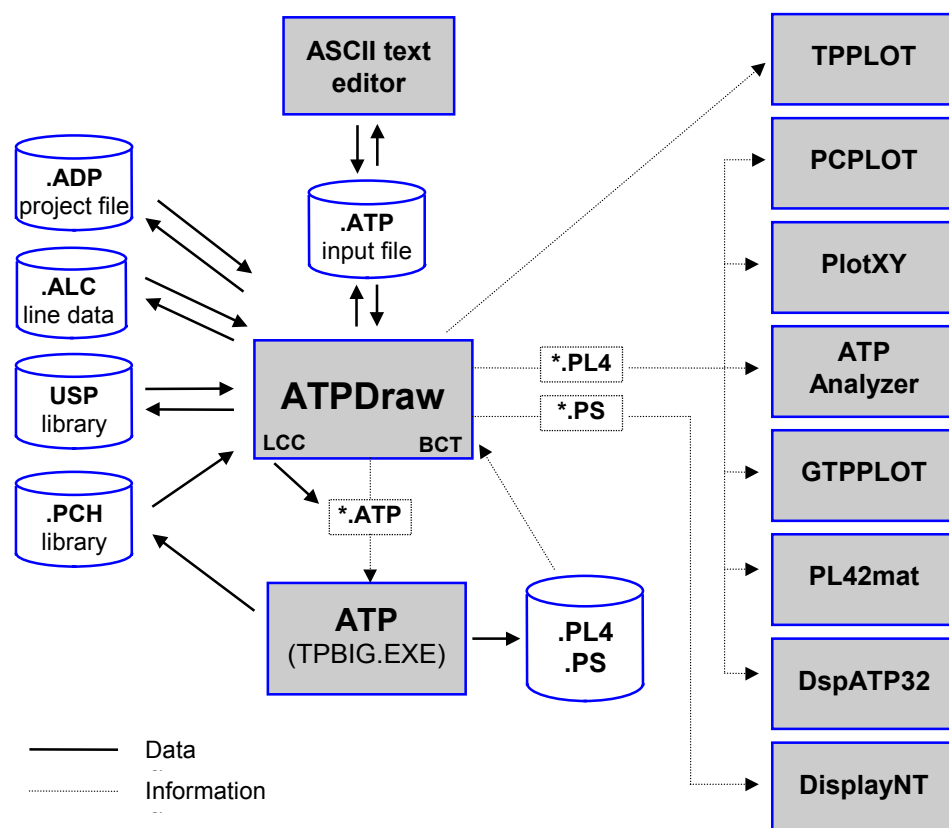 ASCII text
editor
TPPLOT
PCPLOT
.ADP
project file
.ATP
input file
PlotXY
.ALC
line data
ATP
Analyzer
*.PL4
ATPDraw
USP
library
*.PS
LCC
BCT
GTPPLOT
.PCH
library
*.ATP
PL42mat
ATP
(TPBIG.EXE)
.PL4
.PS
DspATP32
Data
Information
DisplayNT